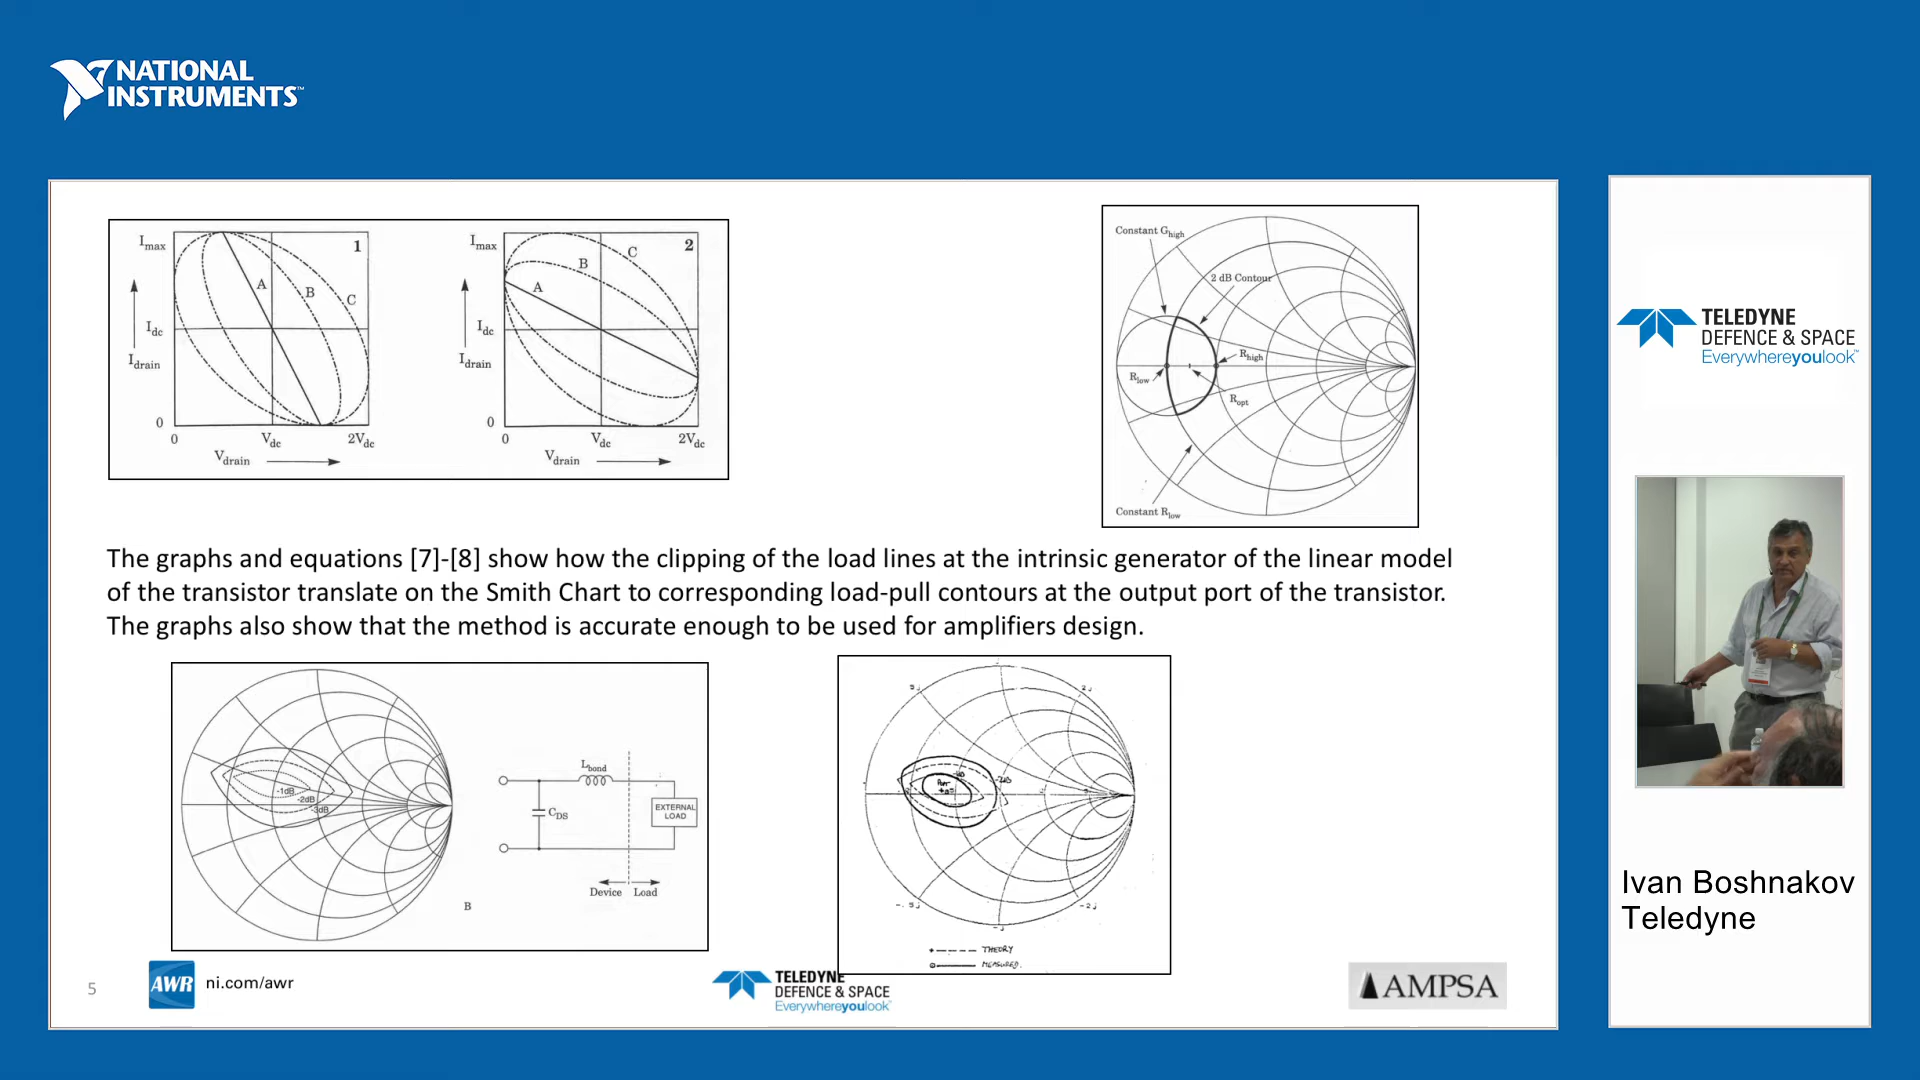 NATIONAL
INSTRUMENTS™
Imax
1
A
B
C
Idc
Idrain
0
0
Vdc
2Vdc
Vdrain
Imax
2
C
B
A
Idc
Idrain
0
0
Vdc
2Vdc
Vdrain
Constant Ghigh
2 dB Contour
Rhigh
Rlow
Ropt
Constant Rlow
The graphs and equations [7]-[8] show how the clipping of the load lines at the intrinsic generator of the linear model
of the transistor translate on the Smith Chart to corresponding load-pull contours at the output port of the transistor.
The graphs also show that the method is accurate enough to be used for amplifiers design.
-1dB
-2dB
-3dB
Lbond
CDS
EXTERNAL
LOAD
Device
Load
B
2j
-2j
-j
THEORY
MEASURED.
5
AWR
ni.com/awr
TELEDYNE
DEFENCE & SPACE
Everywhereyoulook™
AMPSA
TELEDYNE
DEFENCE & SPACE
Everywhereyoulook™
Ivan Boshnakov
Teledyne